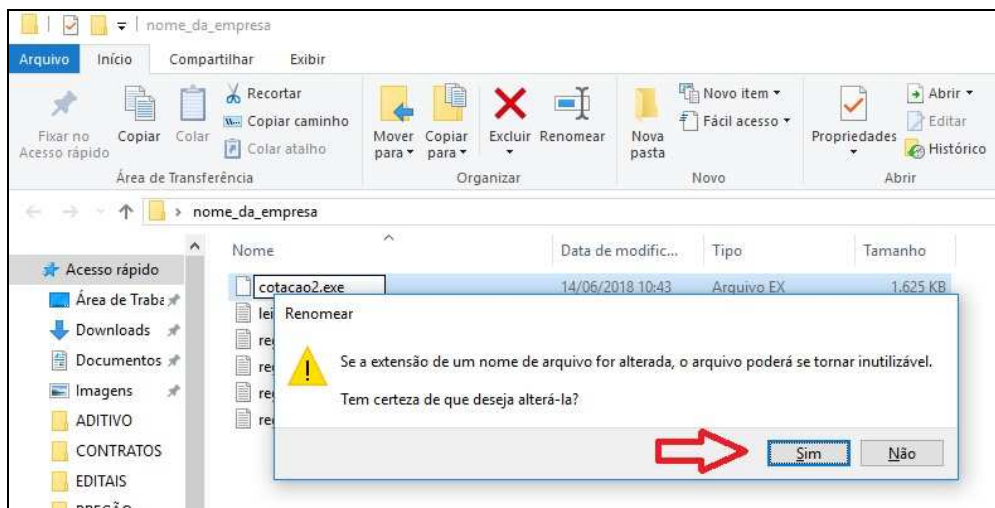 nome_da_empresa
Arquivo Início Compartilhar Exibir
Fixar no Acesso rápido
Copiar
Colar
Recortar
Copiar caminho
Colar atalho
Área de Transferência
Mover para
Copiar para
Excluir
Renomear
Organizar
Nova pasta
Novo item
Fácil acesso
Novo
Propriedades
Abrir
Editar
Histórico
Abrir
nome_da_empresa
Acesso rápido
Área de Traba
Downloads
Documentos
Imagens
ADITIVO
CONTRATOS
EDITAIS
Nome Data de modific... Tipo Tamanho
cotacao2.exe 14/06/2018 10:43 Arquivo EX 1.625 KB
lei
Renomear
Se a extensão de um nome de arquivo for alterada, o arquivo poderá se tornar inutilizável.
Tem certeza de que deseja alterá-la?
Sim Não